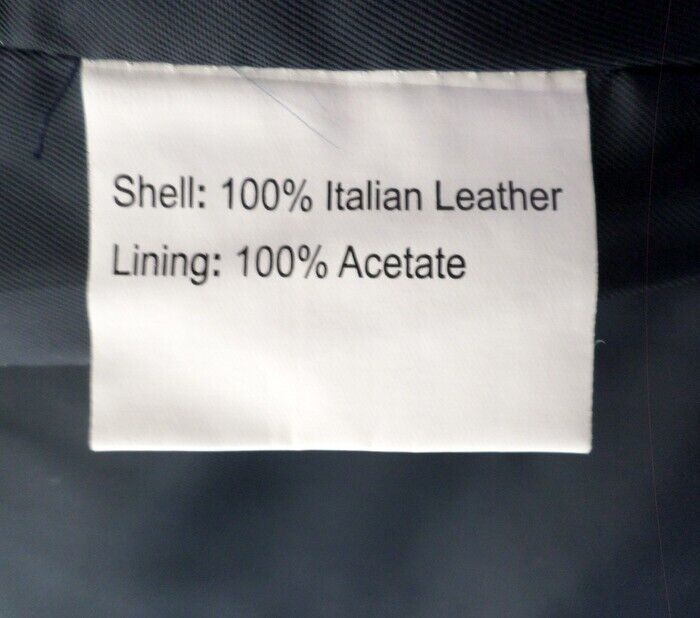 Shell: 100% Italian Leather
Lining: 100% Acetate